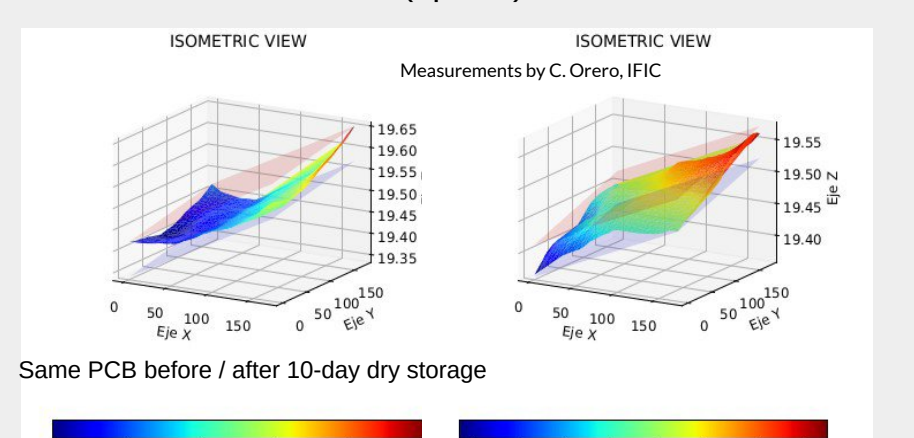 ISOMETRIC VIEW ISOMETRIC VIEW
Measurements by C. Orero, IFIC
19.65
19.60
19.55
19.50
19.45
19.40
19.35
0 50 100 150
Eje X
0 50 100 150
Eje Y
19.55
19.50
19.45
19.40
Eje Z
0 50 100 150
Eje X
0 50 100 150
Eje Y
Same PCB before / after 10-day dry storage